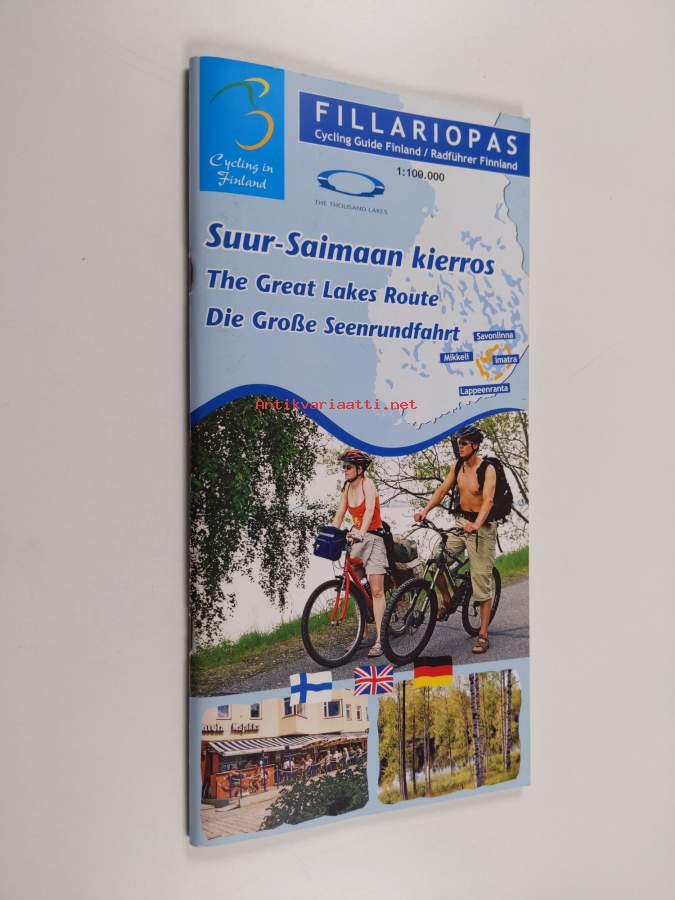 Cycling in
Finland
FILLARIOPAS
Cycling Guide Finland / Radführer Finnland
1:100.000
THE THOUSAND LAKES
Suur-Saimaan kierros
The Great Lakes Route
Die Große Seenrundfahrt
Savonlinna
Mikkeli
Imatra
Lappeenranta
Antikvariaatti.net